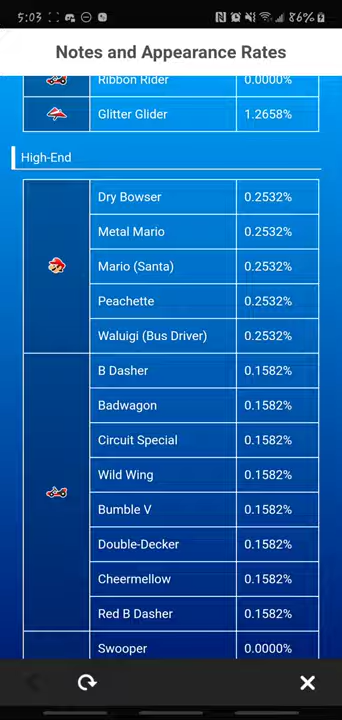 5:03
86%
Notes and Appearance Rates
Ribbon Rider 0.0000%
Glitter Glider 1.2658%
High-End
Dry Bowser 0.2532%
Metal Mario 0.2532%
Mario (Santa) 0.2532%
Peachette 0.2532%
Waluigi (Bus Driver) 0.2532%
B Dasher 0.1582%
Badwagon 0.1582%
Circuit Special 0.1582%
Wild Wing 0.1582%
Bumble V 0.1582%
Double-Decker 0.1582%
Cheermellow 0.1582%
Red B Dasher 0.1582%
Swooper 0.0000%